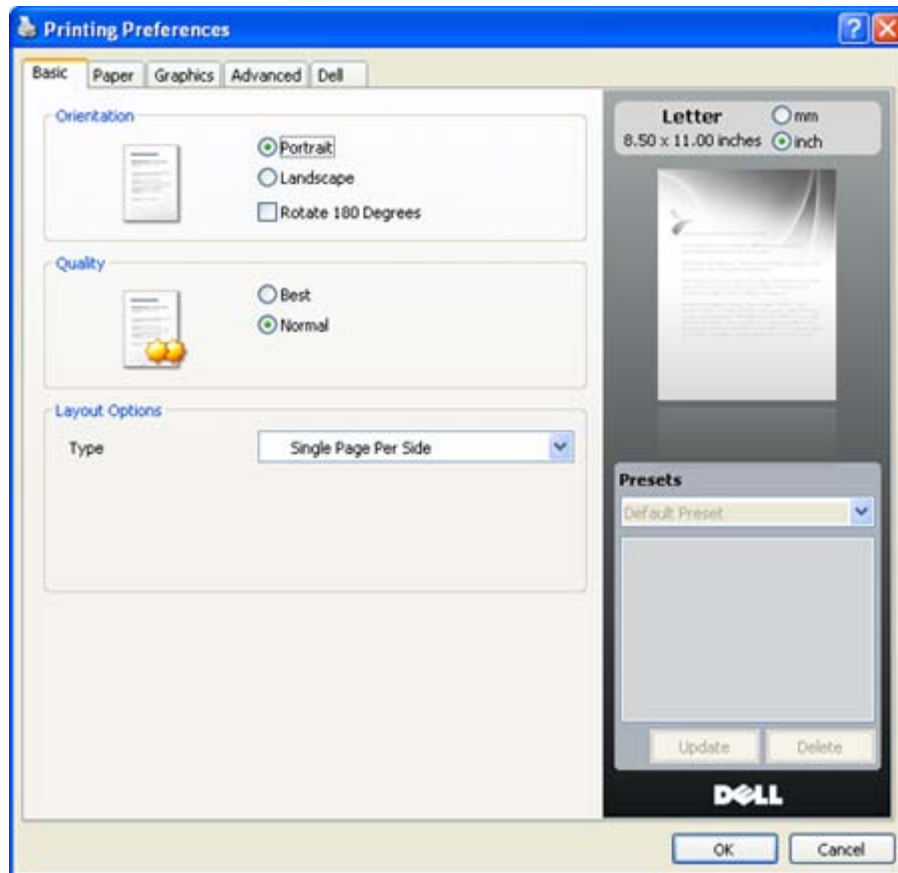 Printing Preferences
Basic Paper Graphics Advanced Dell
Orientation
Portrait
Landscape
Rotate 180 Degrees
Quality
Best
Normal
Layout Options
Type Single Page Per Side
Letter mm
8.50 x 11.00 inches inch
Presets
Default Preset
Update Delete
DELL
OK Cancel